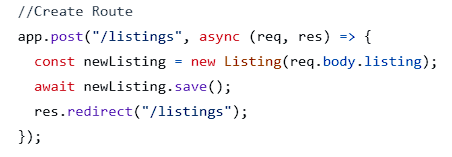 //Create Route
app.post("/listings", async (req, res) => {
  const newListing = new Listing(req.body.listing);
  await newListing.save();
  res.redirect("/listings");
});